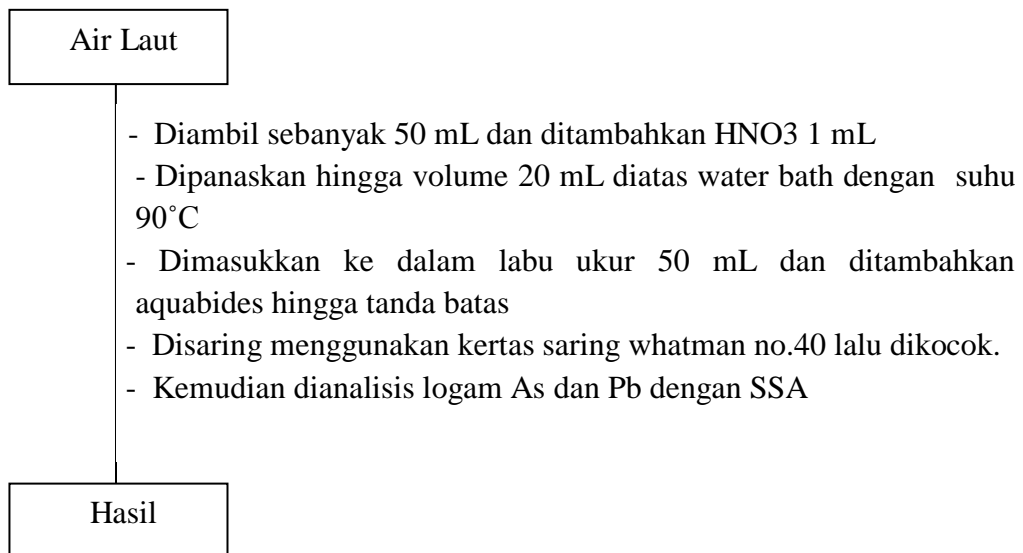 Air Laut
- Diambil sebanyak 50 mL dan ditambahkan HNO3 1 mL
- Dipanaskan hingga volume 20 mL diatas water bath dengan suhu
90˚C
- Dimasukkan ke dalam labu ukur 50 mL dan ditambahkan
aquabides hingga tanda batas
- Disaring menggunakan kertas saring whatman no.40 lalu dikocok.
- Kemudian dianalisis logam As dan Pb dengan SSA
Hasil